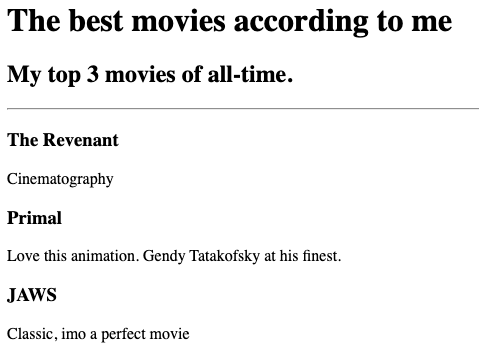 The best movies according to me
My top 3 movies of all-time.
The Revenant
Cinematography
Primal
Love this animation. Gendy Tatakofsky at his finest.
JAWS
Classic, imo a perfect movie